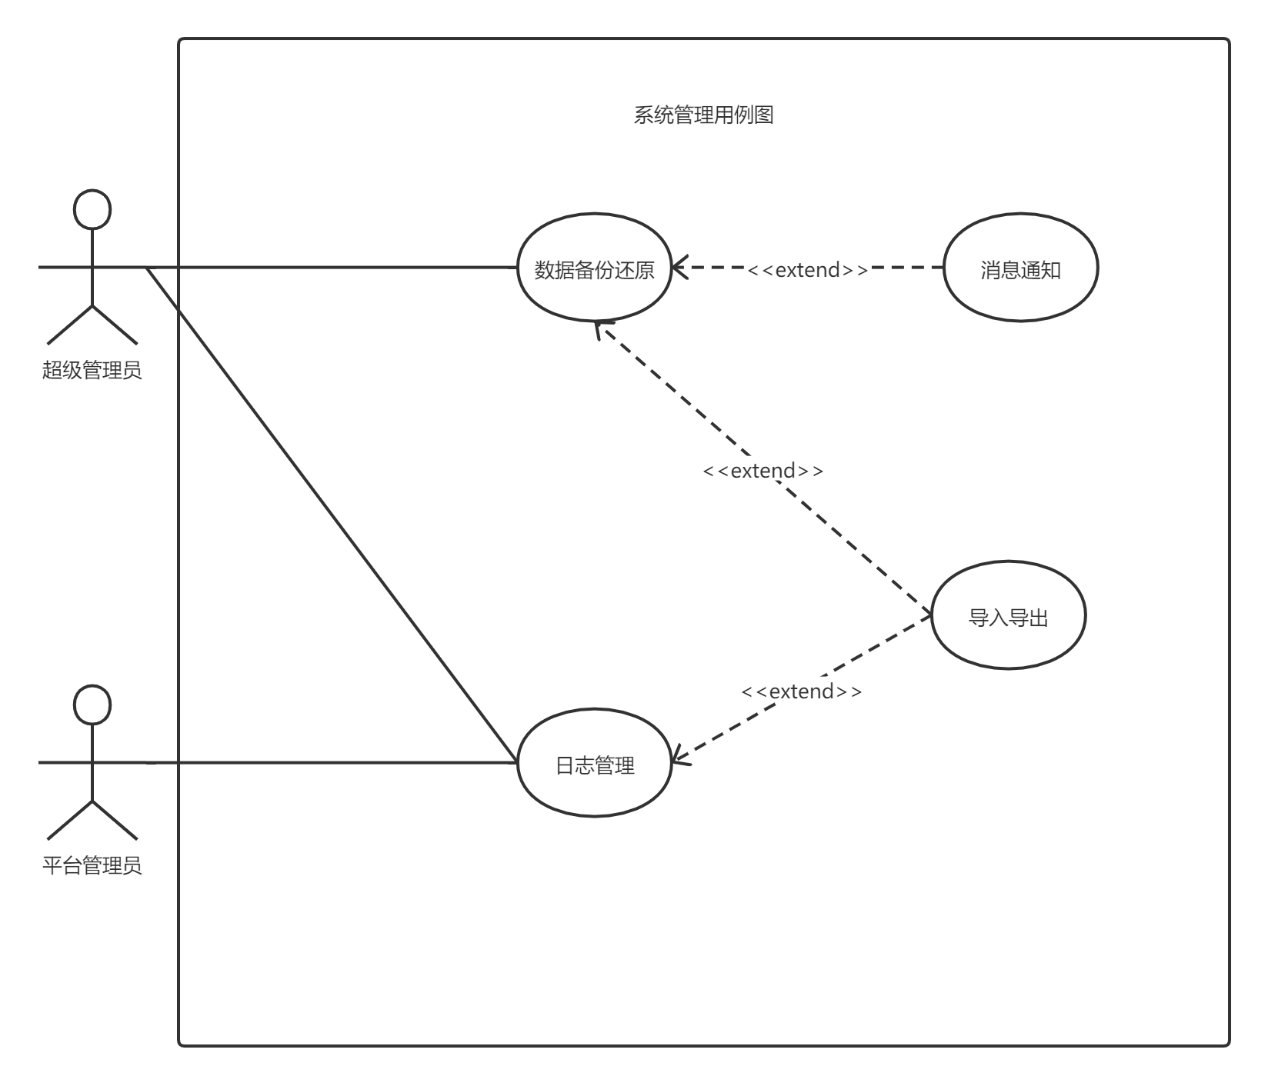 系统管理用例图
数据备份还原
<<extend>>
消息通知
超级管理员
<<extend>>
导入导出
<<extend>>
日志管理
平台管理员